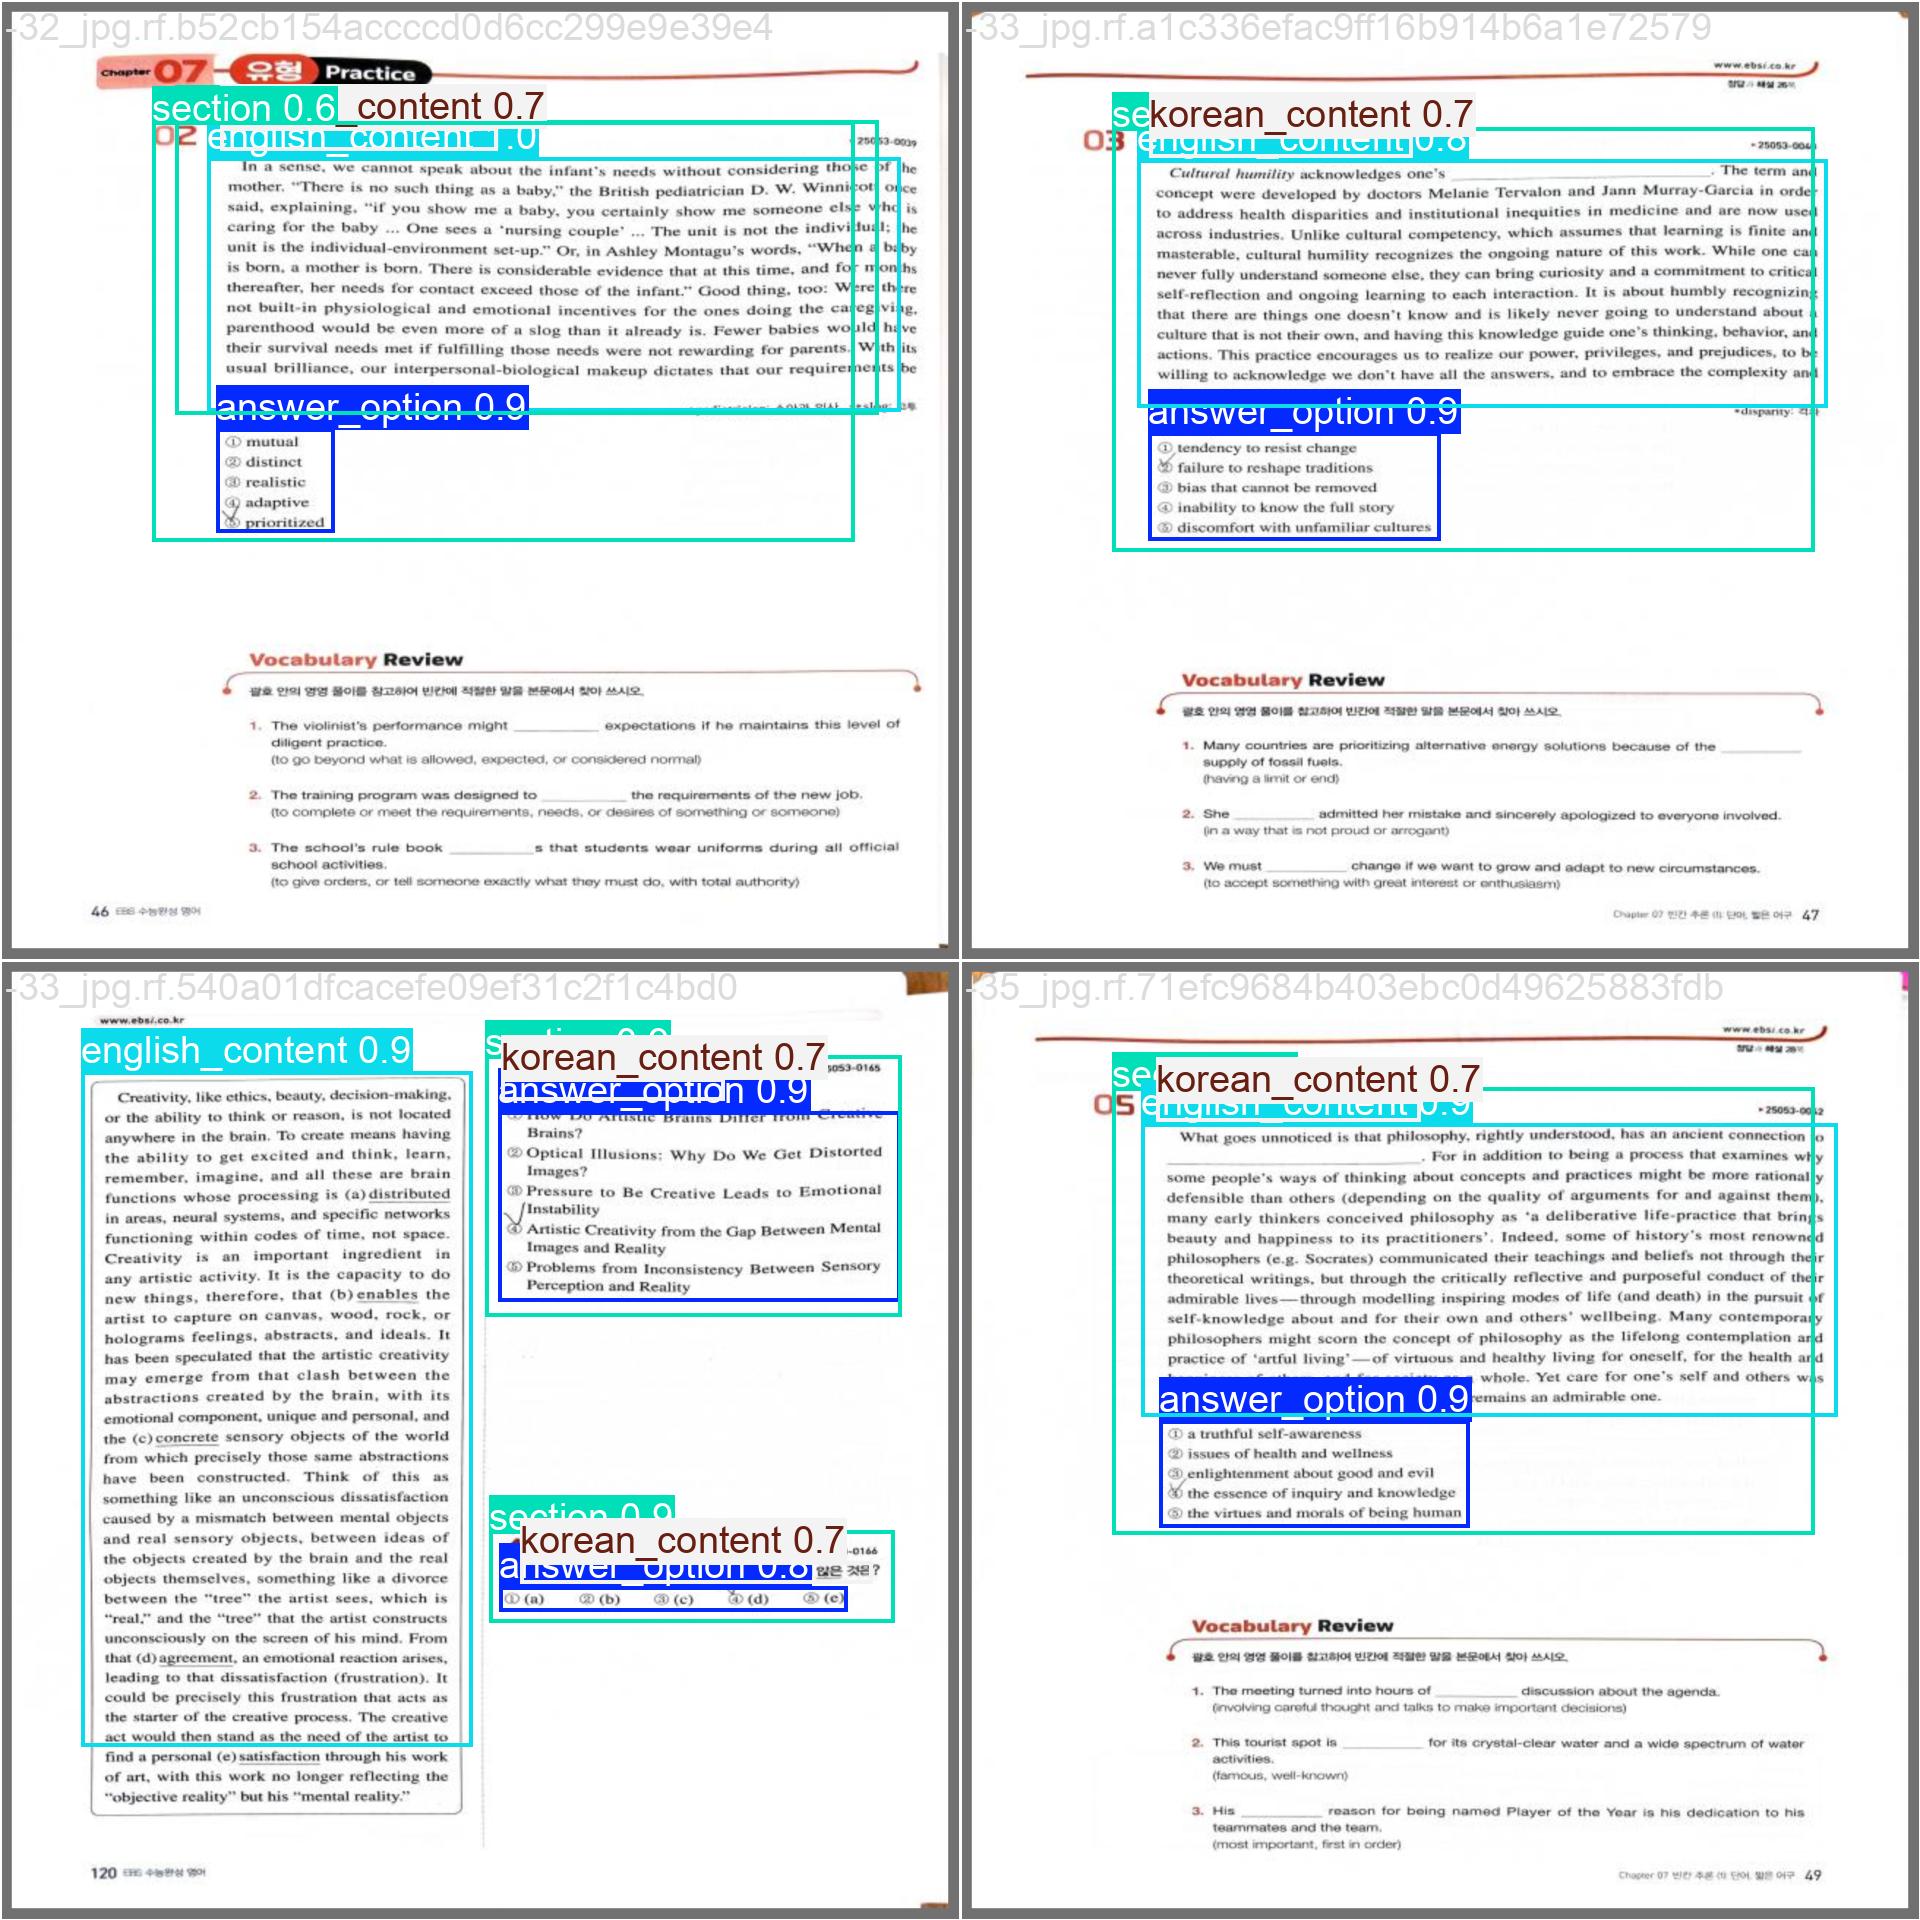 -32_jpg.rf.b52cb154accccd0d6cc299e9e39e4
Chapter 07 유형 Practice
section 0.6
_content 0.7
02
english_content 1.0
25053-0039
In a sense, we cannot speak about the infant's needs without considering those of he
mother. “There is no such thing as a baby,” the British pediatrician D. W. Winnicot once
said, explaining, “if you show me a baby, you certainly show me someone else who is
caring for the baby ... One sees a ‘nursing couple’ ... The unit is not the individual; he
unit is the individual-environment set-up.” Or, in Ashley Montagu's words, “When a baby
is born, a mother is born. There is considerable evidence that at this time, and for months
thereafter, her needs for contact exceed those of the infant.” Good thing, too: Were there
not built-in physiological and emotional incentives for the ones doing the caregiving,
parenthood would be even more of a slog than it already is. Fewer babies would have
their survival needs met if fulfilling those needs were not rewarding for parents. With its
usual brilliance, our interpersonal-biological makeup dictates that our requirements be
answer_option 0.9
① mutual
② distinct
③ realistic
④ adaptive
⑤ prioritized
Vocabulary Review
괄호 안의 영영 풀이를 참고하여 빈칸에 적절한 말을 본문에서 찾아 쓰시오.
1. The violinist's performance might ________ expectations if he maintains this level of
diligent practice.
(to go beyond what is allowed, expected, or considered normal)
2. The training program was designed to ________ the requirements of the new job.
(to complete or meet the requirements, needs, or desires of something or someone)
3. The school's rule book ________s that students wear uniforms during all official
school activities.
(to give orders, or tell someone exactly what they must do, with total authority)
46 EBS 수능완성 영어
-33_jpg.rf.a1c336efac9ff16b914b6a1e72579
www.ebsi.co.kr
정답과 해설 26쪽
se
korean_content 0.7
03
english_content 0.8
25053-004
Cultural humility acknowledges one's ________________. The term and
concept were developed by doctors Melanie Tervalon and Jann Murray-Garcia in order
to address health disparities and institutional inequities in medicine and are now used
across industries. Unlike cultural competency, which assumes that learning is finite and
masterable, cultural humility recognizes the ongoing nature of this work. While one can
never fully understand someone else, they can bring curiosity and a commitment to critical
self-reflection and ongoing learning to each interaction. It is about humbly recognizing
that there are things one doesn't know and is likely never going to understand about
culture that is not their own, and having this knowledge guide one's thinking, behavior, and
actions. This practice encourages us to realize our power, privileges, and prejudices, to be
willing to acknowledge we don't have all the answers, and to embrace the complexity and
answer_option 0.9
*disparity: 격차
① tendency to resist change
② failure to reshape traditions
③ bias that cannot be removed
④ inability to know the full story
⑤ discomfort with unfamiliar cultures
Vocabulary Review
괄호 안의 영영 풀이를 참고하여 빈칸에 적절한 말을 본문에서 찾아 쓰시오.
1. Many countries are prioritizing alternative energy solutions because of the ________
supply of fossil fuels.
(having a limit or end)
2. She ________ admitted her mistake and sincerely apologized to everyone involved.
(in a way that is not proud or arrogant)
3. We must ________ change if we want to grow and adapt to new circumstances.
(to accept something with great interest or enthusiasm)
Chapter 07 빈칸 추론 (1): 단어, 짧은 어구 47
-33_jpg.rf.540a01dfcacefe09ef31c2f1c4bd0
www.ebsi.co.kr
english_content 0.9
Creativity, like ethics, beauty, decision-making,
or the ability to think or reason, is not located
anywhere in the brain. To create means having
the ability to get excited and think, learn,
remember, imagine, and all these are brain
functions whose processing is (a) distributed
in areas, neural systems, and specific networks
functioning within codes of time, not space.
Creativity is an important ingredient in
any artistic activity. It is the capacity to do
new things, therefore, that (b) enables the
artist to capture on canvas, wood, rock, or
holograms feelings, abstracts, and ideals. It
has been speculated that the artistic creativity
may emerge from that clash between the
abstractions created by the brain, with its
emotional component, unique and personal, and
the (c) concrete sensory objects of the world
from which precisely those same abstractions
have been constructed. Think of this as
something like an unconscious dissatisfaction
caused by a mismatch between mental objects
and real sensory objects, between ideas of
the objects created by the brain and the real
objects themselves, something like a divorce
between the “tree” the artist sees, which is
“real,” and the “tree” that the artist constructs
unconsciously on the screen of his mind. From
that (d) agreement, an emotional reaction arises,
leading to that dissatisfaction (frustration). It
could be precisely this frustration that acts as
the starter of the creative process. The creative
act would then stand as the need of the artist to
find a personal (e) satisfaction through his work
of art, with this work no longer reflecting the
“objective reality” but his “mental reality.”
section 0.9
korean_content 0.7
5053-0165
answer_option 0.9
① How Do Artistic Brains Differ from Creative
Brains?
② Optical Illusions: Why Do We Get Distorted
Images?
③ Pressure to Be Creative Leads to Emotional
Instability
④ Artistic Creativity from the Gap Between Mental
Images and Reality
⑤ Problems from Inconsistency Between Sensory
Perception and Reality
section 0.9
korean_content 0.7
-0166
answer_option 0.8
않은 것은?
① (a) ② (b) ③ (c) ④ (d) ⑤ (e)
120 EBS 수능완성 영어
-35_jpg.rf.71efc9684b403ebc0d49625883fdb
www.ebsi.co.kr
정답과 해설 28쪽
se
korean_content 0.7
05
english_content 0.9
25053-00 2
What goes unnoticed is that philosophy, rightly understood, has an ancient connection o
________________. For in addition to being a process that examines why
some people's ways of thinking about concepts and practices might be more rationally
defensible than others (depending on the quality of arguments for and against them),
many early thinkers conceived philosophy as ‘a deliberative life-practice that brings
beauty and happiness to its practitioners’. Indeed, some of history's most renowned
philosophers (e.g. Socrates) communicated their teachings and beliefs not through their
theoretical writings, but through the critically reflective and purposeful conduct of their
admirable lives—through modelling inspiring modes of life (and death) in the pursuit of
self-knowledge about and for their own and others' wellbeing. Many contemporary
philosophers might scorn the concept of philosophy as the lifelong contemplation and
practice of ‘artful living’—of virtuous and healthy living for oneself, for the health and
whole. Yet care for one's self and others was
answer_option 0.9
remains an admirable one.
① a truthful self-awareness
② issues of health and wellness
③ enlightenment about good and evil
④ the essence of inquiry and knowledge
⑤ the virtues and morals of being human
Vocabulary Review
괄호 안의 영영 풀이를 참고하여 빈칸에 적절한 말을 본문에서 찾아 쓰시오.
1. The meeting turned into hours of ________ discussion about the agenda.
(involving careful thought and talks to make important decisions)
2. This tourist spot is ________ for its crystal-clear water and a wide spectrum of water
activities.
(famous, well-known)
3. His ________ reason for being named Player of the Year is his dedication to his
teammates and the team.
(most important, first in order)
Chapter 07 빈칸 추론 (1): 단어, 짧은 어구 49